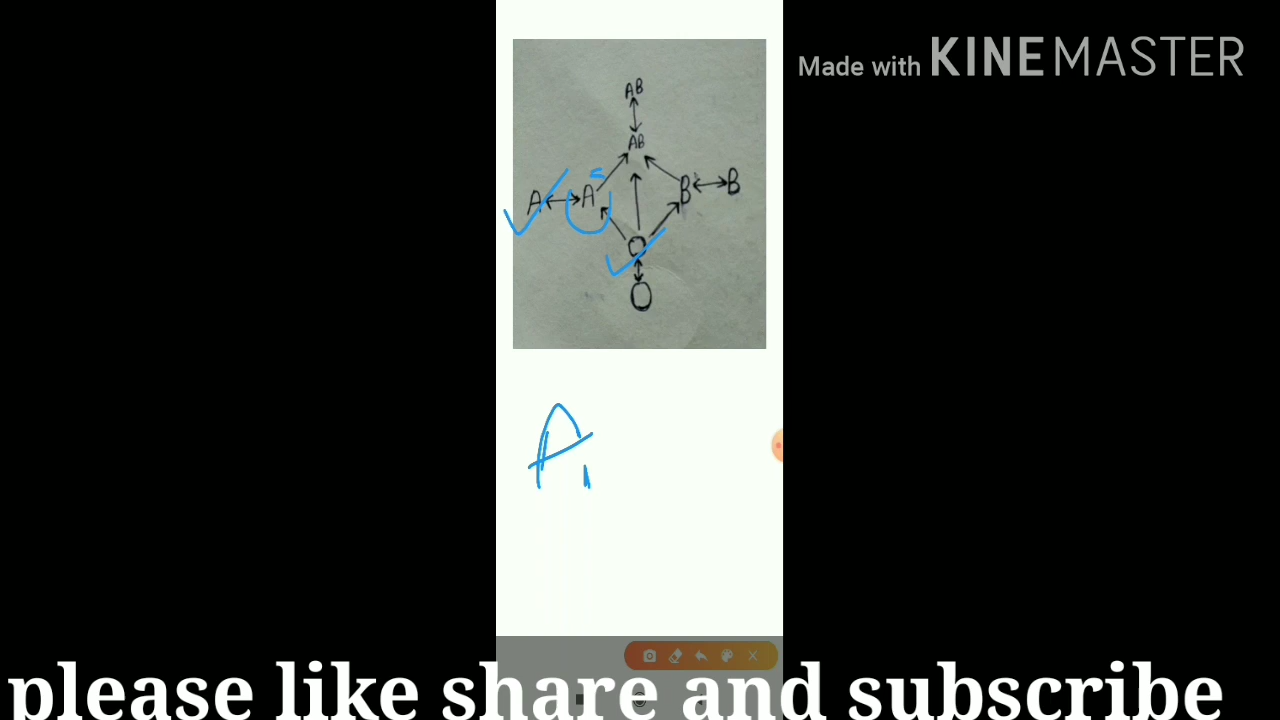 Made with KINEMASTER
AB
AB
A A B B
O
O
A
please like share and subscribe